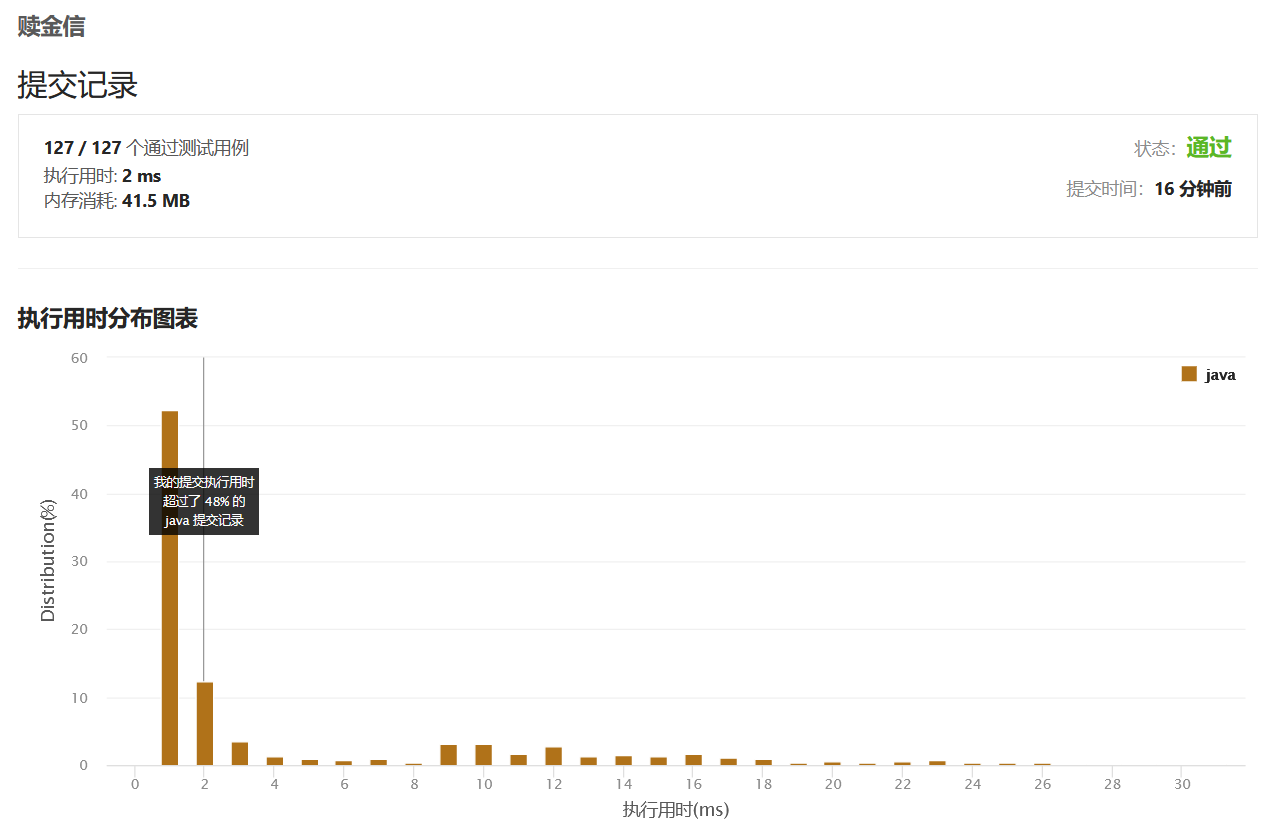 赎金信
提交记录
127 / 127 个通过测试用例
状态：通过
执行用时: 2 ms
提交时间：16 分钟前
内存消耗: 41.5 MB
执行用时分布图表
java
60
50
40
30
20
10
0
Distribution(%)
我的提交执行用时
超过了 48% 的
java 提交记录
0 2 4 6 8 10 12 14 16 18 20 22 24 26 28 30
执行用时(ms)